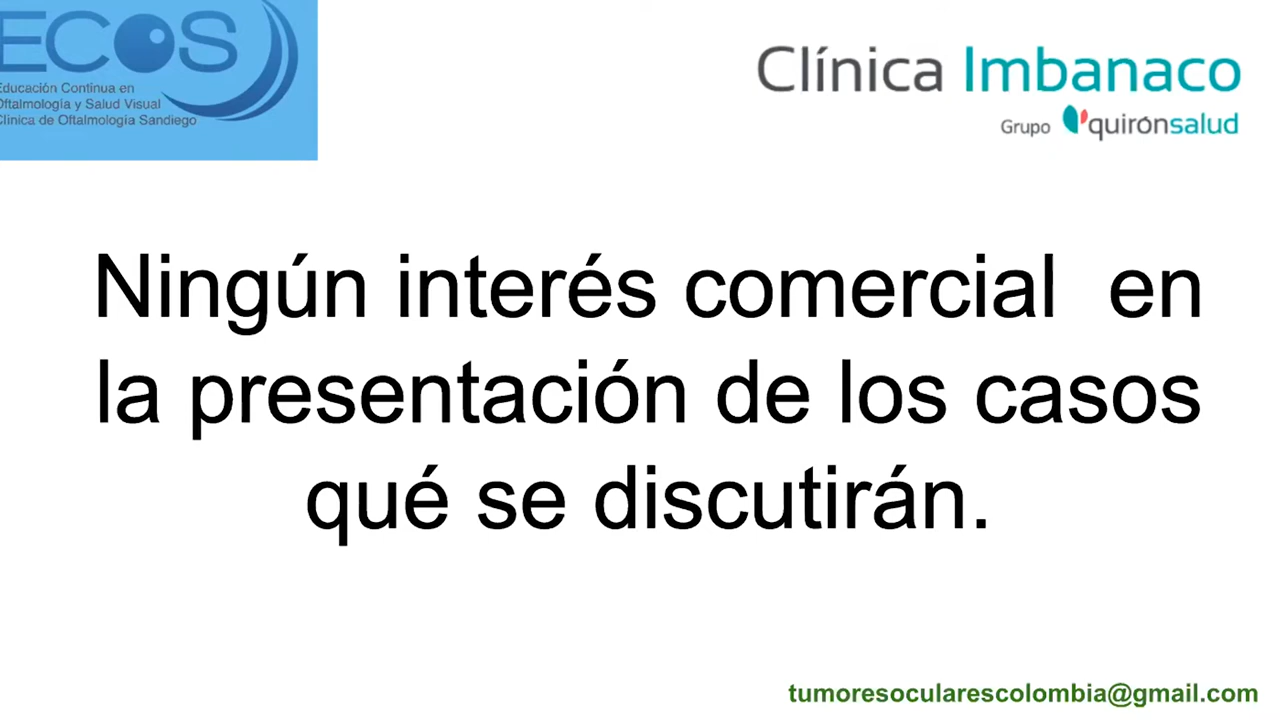 ECOS
Educación Contínua en
Oftalmología y Salud Visual
Clínica de Oftalmología Sandiego
Clínica Imbanaco
Grupo quirónsalud
Ningún interés comercial en
la presentación de los casos
qué se discutirán.
tumoresocularescolombia@gmail.com